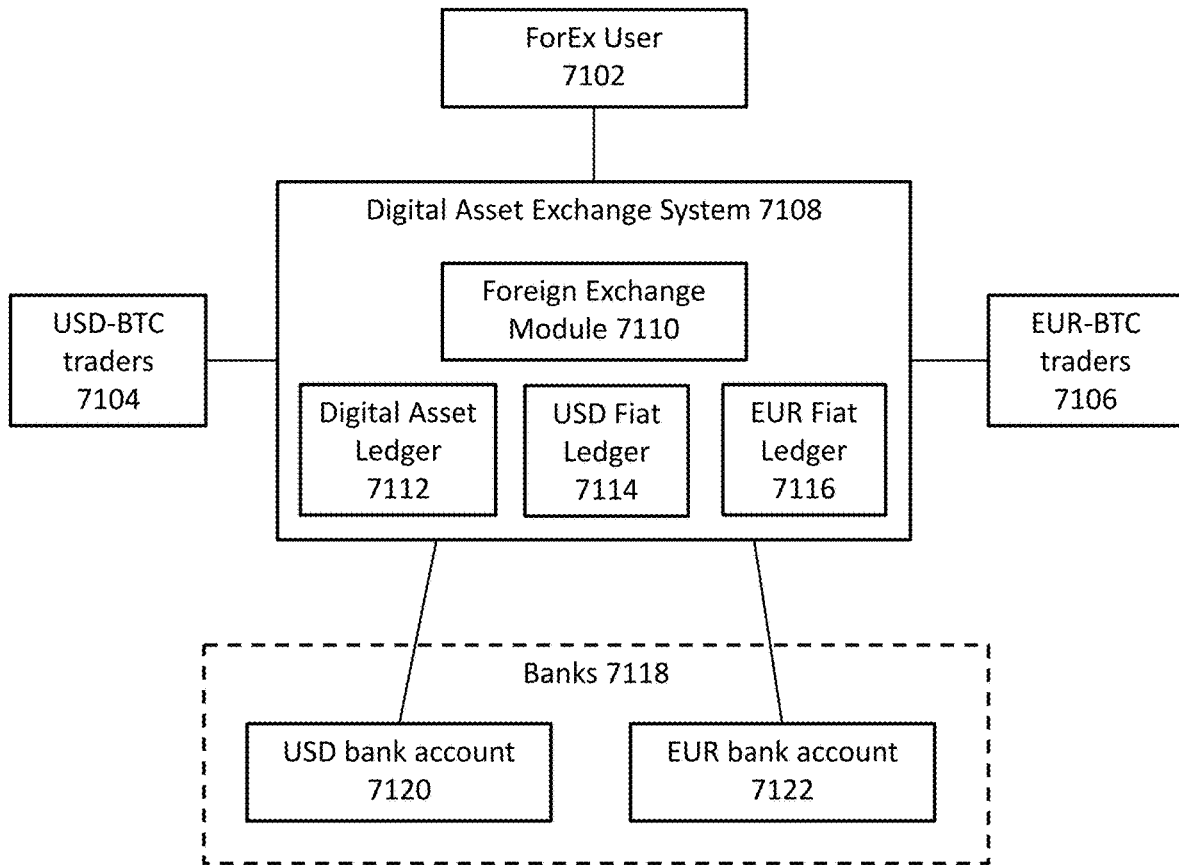 ForEx User
7102
Digital Asset Exchange System 7108
Foreign Exchange
Module 7110
USD-BTC
traders
7104
EUR-BTC
traders
7106
Digital Asset
Ledger
7112
USD Fiat
Ledger
7114
EUR Fiat
Ledger
7116
Banks 7118
USD bank account
7120
EUR bank account
7122